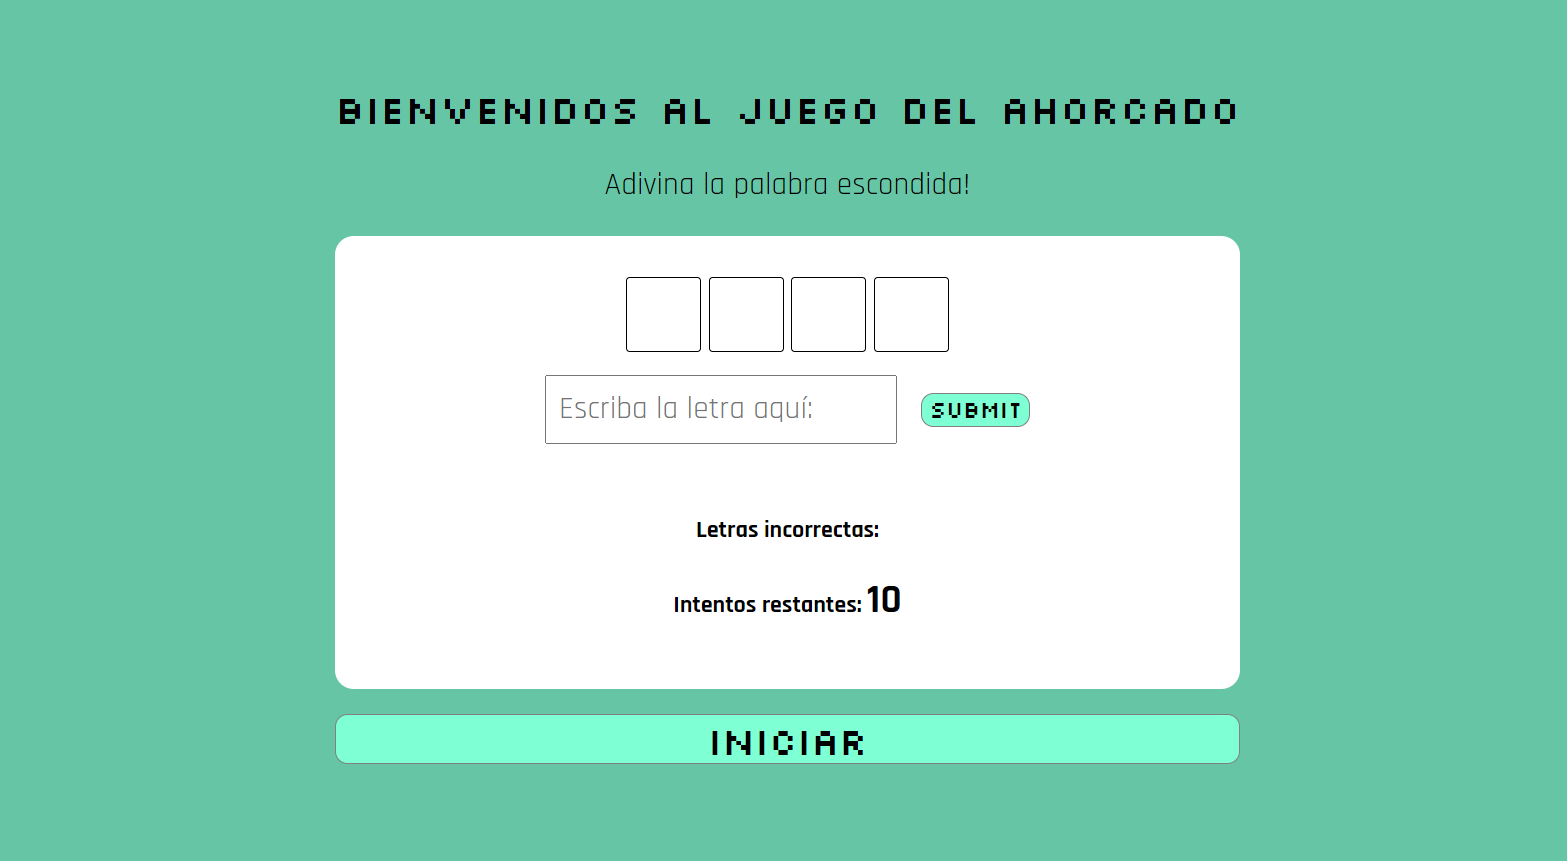 BIENVENIDOS AL JUEGO DEL AHORCADO
Adivina la palabra escondida!
Escriba la letra aquí:
SUBMIT
Letras incorrectas:
Intentos restantes: 10
INICIAR